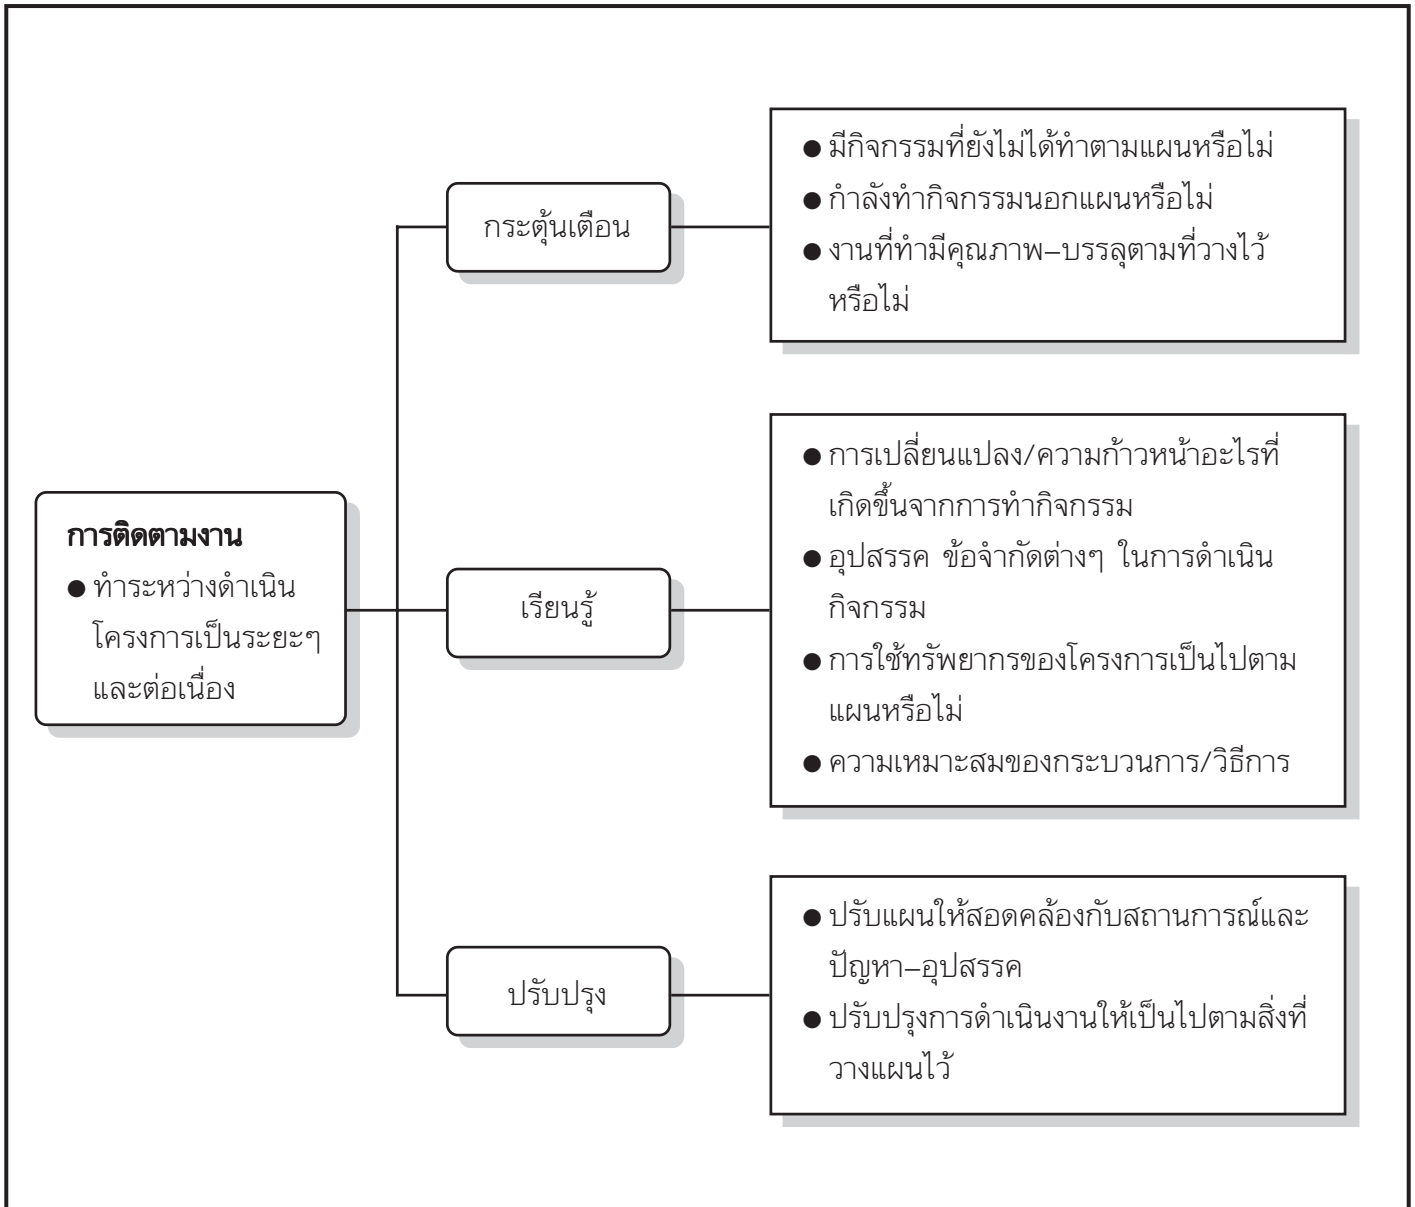 การติดตามงาน
● ทำระหว่างดำเนิน
โครงการเป็นระยะๆ
และต่อเนื่อง
กระตุ้นเตือน
● มีกิจกรรมที่ยังไม่ได้ทำตามแผนหรือไม่
● กำลังทำกิจกรรมนอกแผนหรือไม่
● งานที่ทำมีคุณภาพ–บรรลุตามที่วางไว้
หรือไม่
เรียนรู้
● การเปลี่ยนแปลง/ความก้าวหน้าอะไรที่
เกิดขึ้นจากการทำกิจกรรม
● อุปสรรค ข้อจำกัดต่างๆ ในการดำเนิน
กิจกรรม
● การใช้ทรัพยากรของโครงการเป็นไปตาม
แผนหรือไม่
● ความเหมาะสมของกระบวนการ/วิธีการ
ปรับปรุง
● ปรับแผนให้สอดคล้องกับสถานการณ์และ
ปัญหา–อุปสรรค
● ปรับปรุงการดำเนินงานให้เป็นไปตามสิ่งที่
วางแผนไว้